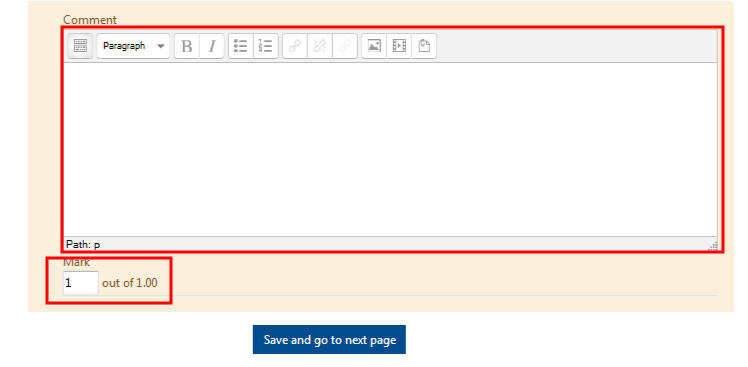 Comment
Paragraph B I
Path: p
Mark
1 out of 1.00
Save and go to next page